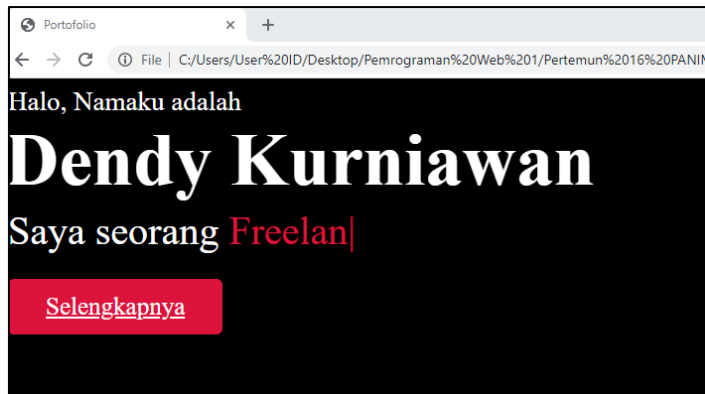 Portofolio
File | C:/Users/User%20ID/Desktop/Pemrograman%20Web%201/Pertemun%2016%20PANIM
Halo, Namaku adalah
Dendy Kurniawan
Saya seorang Freelan|
Selengkapnya